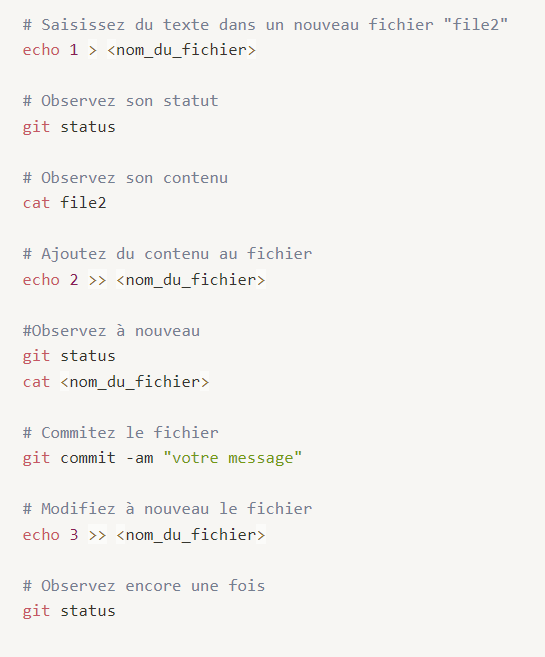 # Saisissez du texte dans un nouveau fichier "file2"
echo 1 > <nom_du_fichier>
# Observez son statut
git status
# Observez son contenu
cat file2
# Ajoutez du contenu au fichier
echo 2 >> <nom_du_fichier>
#Observez à nouveau
git status
cat <nom_du_fichier>
# Commitez le fichier
git commit -am "votre message"
# Modifiez à nouveau le fichier
echo 3 >> <nom_du_fichier>
# Observez encore une fois
git status